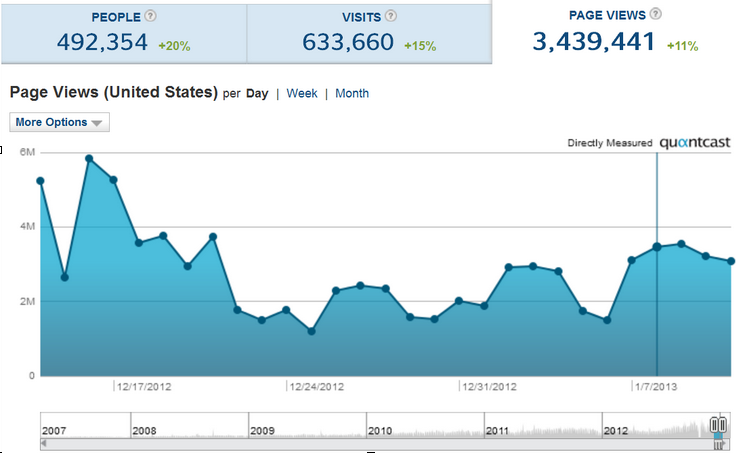 PEOPLE ?
492,354 +20%
VISITS ?
633,660 +15%
PAGE VIEWS ?
3,439,441 +11%
Page Views (United States) per Day | Week | Month
More Options
Directly Measured quantcast
6M
4M
2M
0
12/17/2012 12/24/2012 12/31/2012 1/7/2013
2007 2008 2009 2010 2011 2012